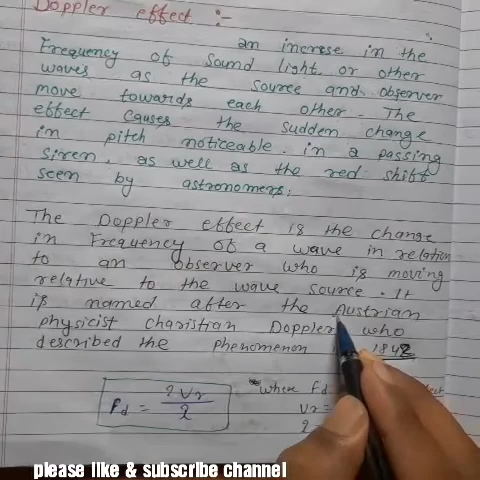 Doppler effect :-
an increse in the
Frequency of sound light or other
waves as the source and observer
move towards each other. The
effect causes the sudden change
in pitch noticeable in a passing
siren, as well as the red shift
seen by astronomers.
The Doppler effect is the change
in Frequency of a wave in relation
to an observer who is moving
relative to the wave source. It
is named after the Austrian
physicist charistian Doppler who
described the phenomenon 1842
Fd = 2Vr / λ
where Fd
Vr =
λ =
please like & subscribe channel